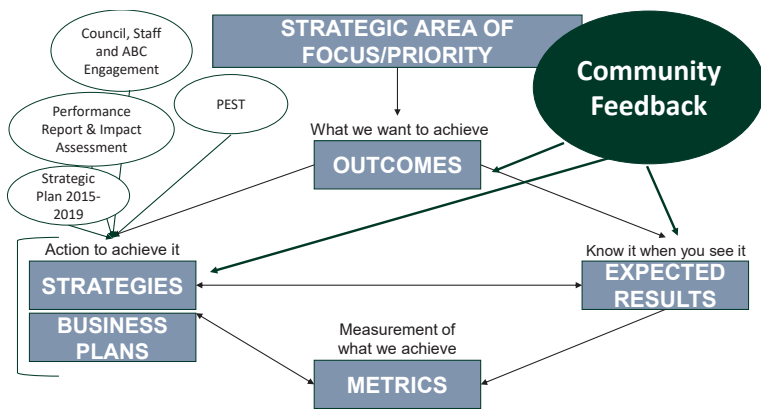 Council, Staff
and ABC
Engagement
STRATEGIC AREA OF
FOCUS/PRIORITY
Community
Feedback
PEST
Performance
Report & Impact
Assessment
What we want to achieve
OUTCOMES
Strategic
Plan 2015-
2019
Action to achieve it
STRATEGIES
BUSINESS
PLANS
Know it when you see it
EXPECTED
RESULTS
Measurement of
what we achieve
METRICS